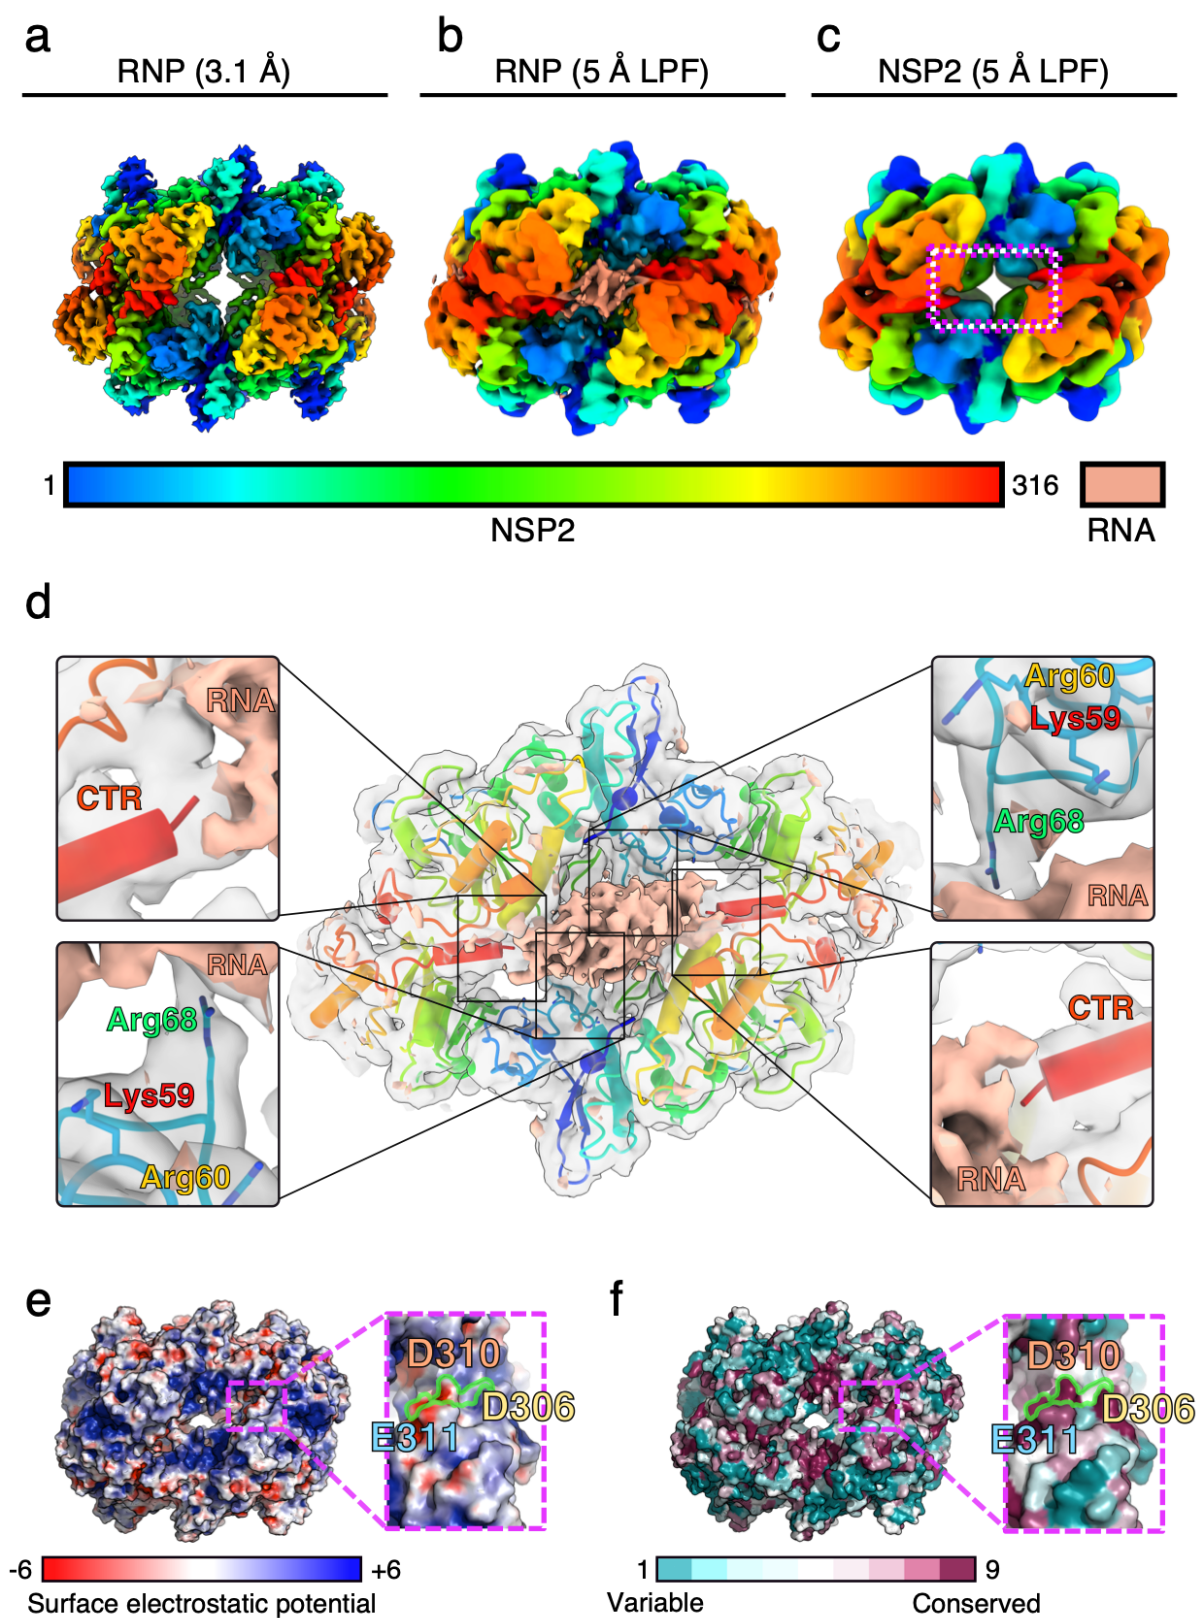 a
RNP (3.1 Å)
b
RNP (5 Å LPF)
c
NSP2 (5 Å LPF)
1
316
NSP2
RNA
d
RNA
CTR
Arg60
Lys59
Arg68
RNA
RNA
Arg68
Lys59
Arg60
CTR
RNA
e
D310
D306
E311
-6
+6
Surface electrostatic potential
f
D310
D306
E311
1
9
Variable
Conserved